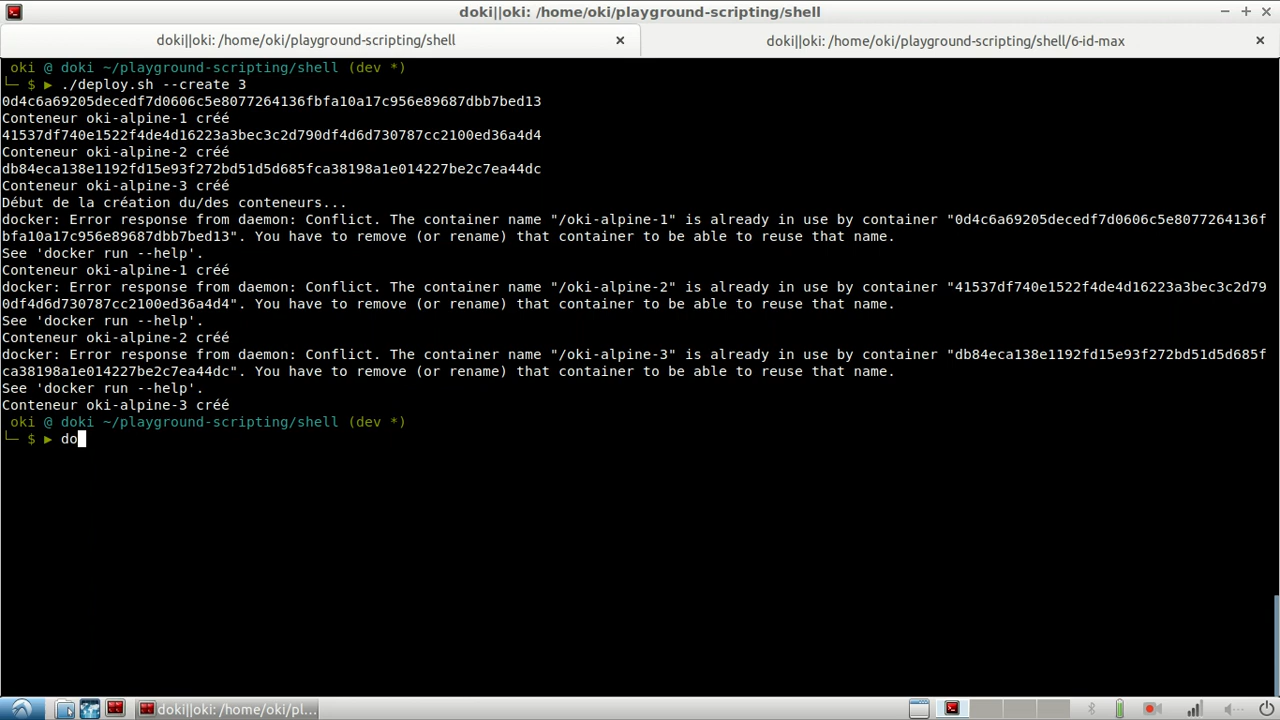 doki||oki: /home/oki/playground-scripting/shell
doki||oki: /home/oki/playground-scripting/shell
doki||oki: /home/oki/playground-scripting/shell/6-id-max
oki @ doki ~/playground-scripting/shell (dev *)
└─ $ ▶ ./deploy.sh --create 3
0d4c6a69205decedf7d0606c5e8077264136fbfa10a17c956e89687dbb7bed13
Conteneur oki-alpine-1 créé
41537df740e1522f4de4d16223a3bec3c2d790df4d6d730787cc2100ed36a4d4
Conteneur oki-alpine-2 créé
db84eca138e1192fd15e93f272bd51d5d685fca38198a1e014227be2c7ea44dc
Conteneur oki-alpine-3 créé
Début de la création du/des conteneurs...
docker: Error response from daemon: Conflict. The container name "/oki-alpine-1" is already in use by container "0d4c6a69205decedf7d0606c5e8077264136f
bfa10a17c956e89687dbb7bed13". You have to remove (or rename) that container to be able to reuse that name.
See 'docker run --help'.
Conteneur oki-alpine-1 créé
docker: Error response from daemon: Conflict. The container name "/oki-alpine-2" is already in use by container "41537df740e1522f4de4d16223a3bec3c2d79
0df4d6d730787cc2100ed36a4d4". You have to remove (or rename) that container to be able to reuse that name.
See 'docker run --help'.
Conteneur oki-alpine-2 créé
docker: Error response from daemon: Conflict. The container name "/oki-alpine-3" is already in use by container "db84eca138e1192fd15e93f272bd51d5d685f
ca38198a1e014227be2c7ea44dc". You have to remove (or rename) that container to be able to reuse that name.
See 'docker run --help'.
Conteneur oki-alpine-3 créé
oki @ doki ~/playground-scripting/shell (dev *)
└─ $ ▶ do
doki||oki: /home/oki/pl...